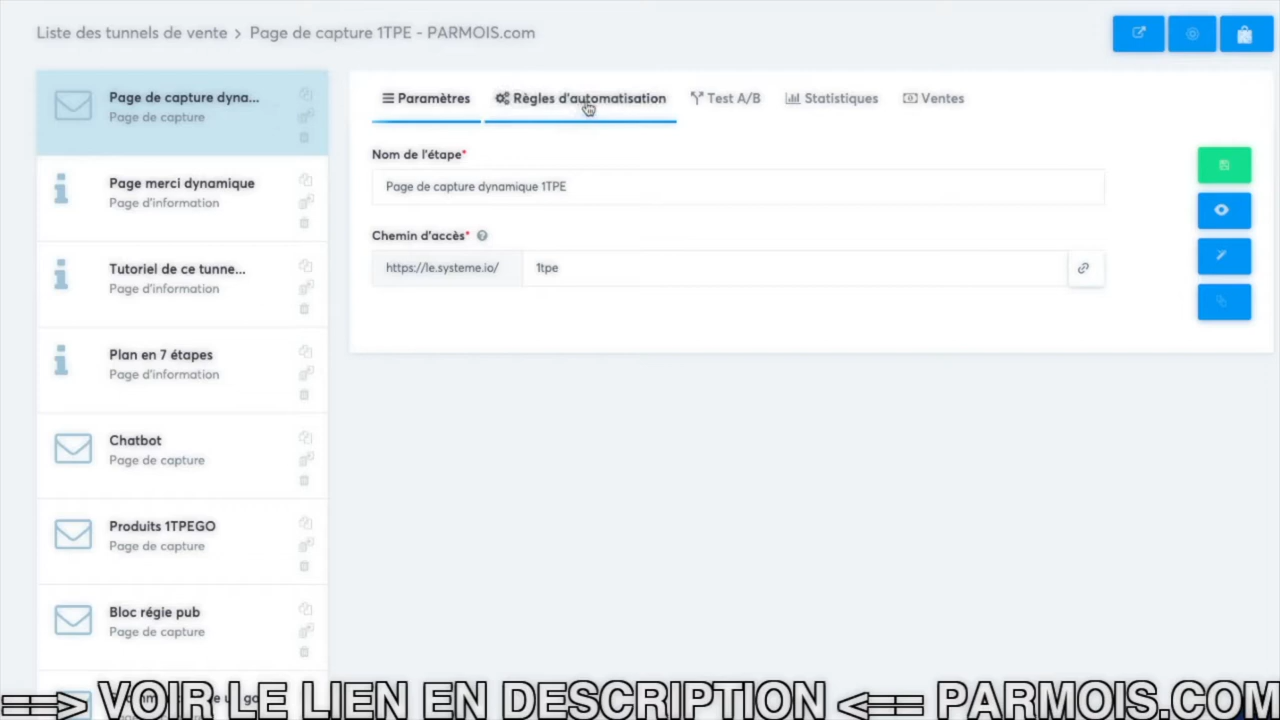 Liste des tunnels de vente > Page de capture 1TPE - PARMOIS.com
Page de capture dyna...
Page de capture
Page merci dynamique
Page d'information
Tutoriel de ce tunne...
Page d'information
Plan en 7 étapes
Page d'information
Chatbot
Page de capture
Produits 1TPEGO
Page de capture
Bloc régie pub
Page de capture
Paramètres
Règles d'automatisation
Test A/B
Statistiques
Ventes
Nom de l'étape*
Page de capture dynamique 1TPE
Chemin d'accès*
https://le.systeme.io/
1tpe
==> VOIR LE LIEN EN DESCRIPTION <== PARMOIS.COM